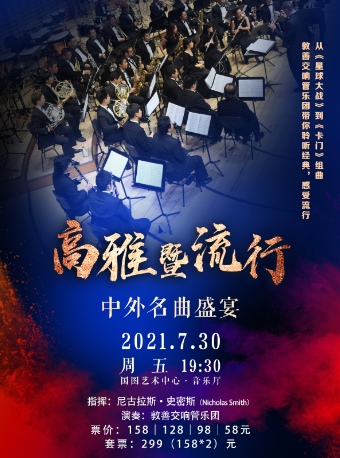 从《星球大战》到《卡门》组曲
敦善交响管乐团带你聆听经典，感受流行
高雅暨流行
中外名曲盛宴
2021.7.30
周 五 19:30
国图艺术中心·音乐厅
指挥：尼古拉斯·史密斯（Nicholas Smith）
演奏：敦善交响管乐团
票价：158｜128｜98｜58元
套票：299（158*2）元